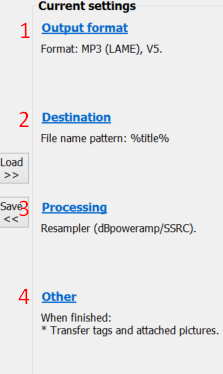 Current settings
1 Output format
Format: MP3 (LAME), V5.
2 Destination
File name pattern: %title%
Load
>>
Save
<<
3 Processing
Resampler (dBpoweramp/SSRC).
4 Other
When finished:
* Transfer tags and attached pictures.